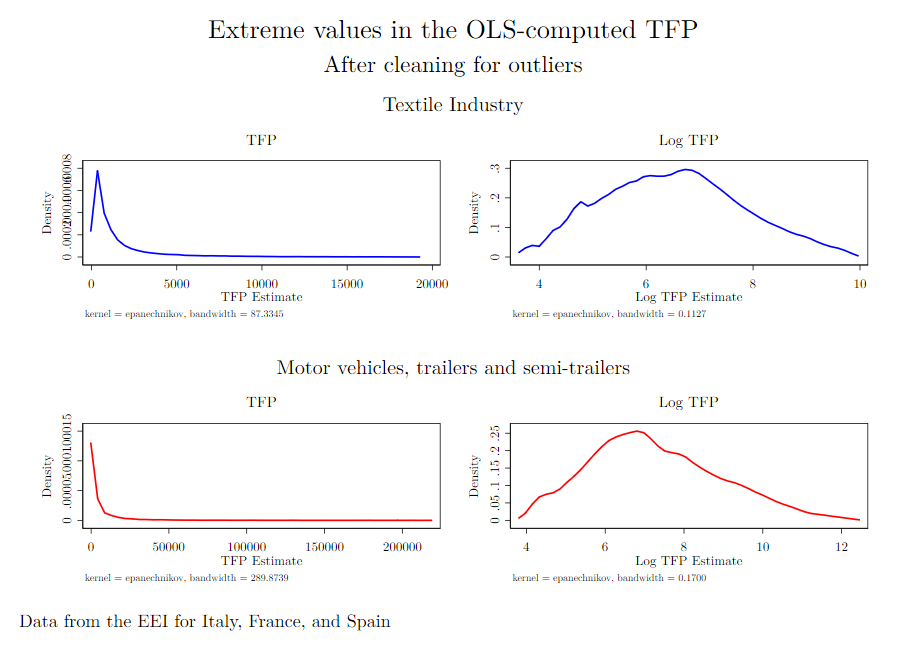 Extreme values in the OLS-computed TFP
After cleaning for outliers
Textile Industry
TFP
Density
0
0 5000 10000 15000 20000
TFP Estimate
kernel = epanechnikov, bandwidth = 87.3345
Log TFP
Density
0 .1 .2 .3
4 6 8 10
Log TFP Estimate
kernel = epanechnikov, bandwidth = 0.1127
Motor vehicles, trailers and semi-trailers
TFP
Density
0
0 50000 100000 150000 200000
TFP Estimate
kernel = epanechnikov, bandwidth = 289.8739
Log TFP
Density
0 .05 .1 .15 .2 .25
4 6 8 10 12
Log TFP Estimate
kernel = epanechnikov, bandwidth = 0.1700
Data from the EEI for Italy, France, and Spain